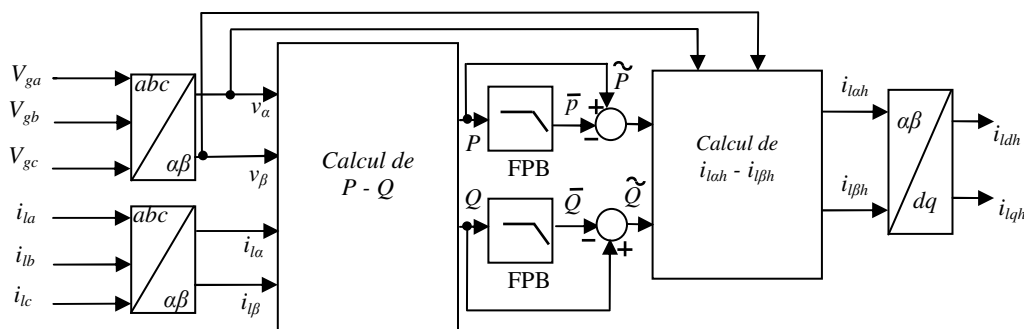 V_ga
V_gb
V_gc
abc
αβ
v_α
v_β
i_la
i_lb
i_lc
abc
αβ
i_lα
i_lβ
Calcul de
P - Q
P
FPB
p̄
+
−
P̃
Q
FPB
Q̄
−
+
Q̃
Calcul de
i_lαh - i_lβh
i_lαh
i_lβh
αβ
dq
i_ldh
i_lqh